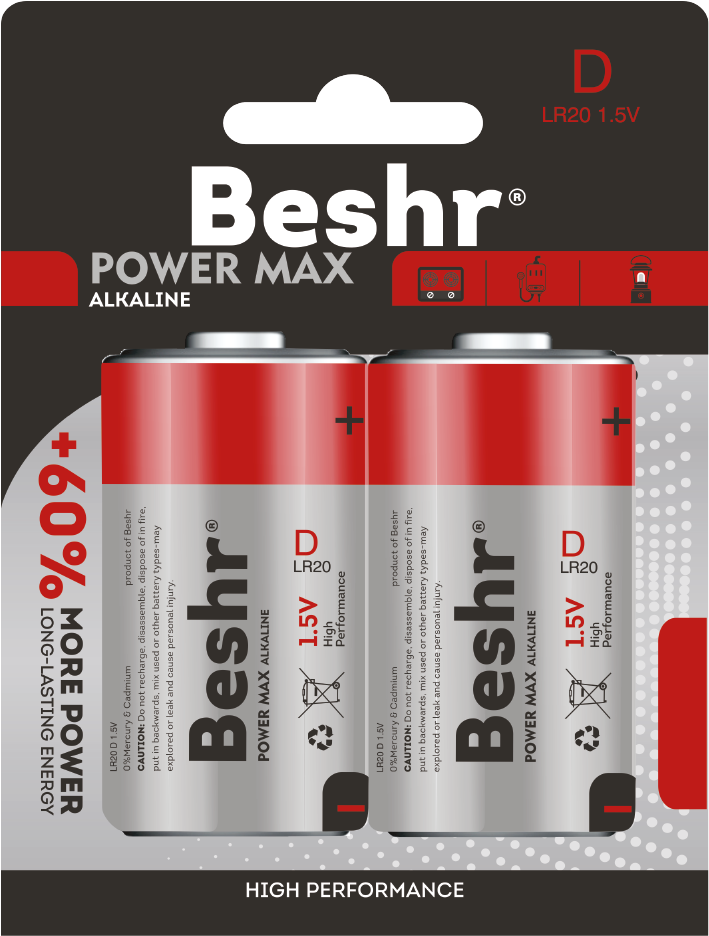 D
LR20 1.5V
Beshr®
POWER MAX
ALKALINE
+60%
MORE POWER
LONG-LASTING ENERGY
+
LR20 D 1.5V
0%Mercury & Cadmium product of Beshr
CAUTION: Do not recharge, disassemble, dispose of in fire,
put in backwards, mix used or other battery types-may
explored or leak and cause personal injury.
Beshr®
POWER MAX ALKALINE
D
LR20
1.5V
High
Performance
+
LR20 D 1.5V
0%Mercury & Cadmium product of Beshr
CAUTION: Do not recharge, disassemble, dispose of in fire,
put in backwards, mix used or other battery types-may
explored or leak and cause personal injury.
Beshr®
POWER MAX ALKALINE
D
LR20
1.5V
High
Performance
HIGH PERFORMANCE